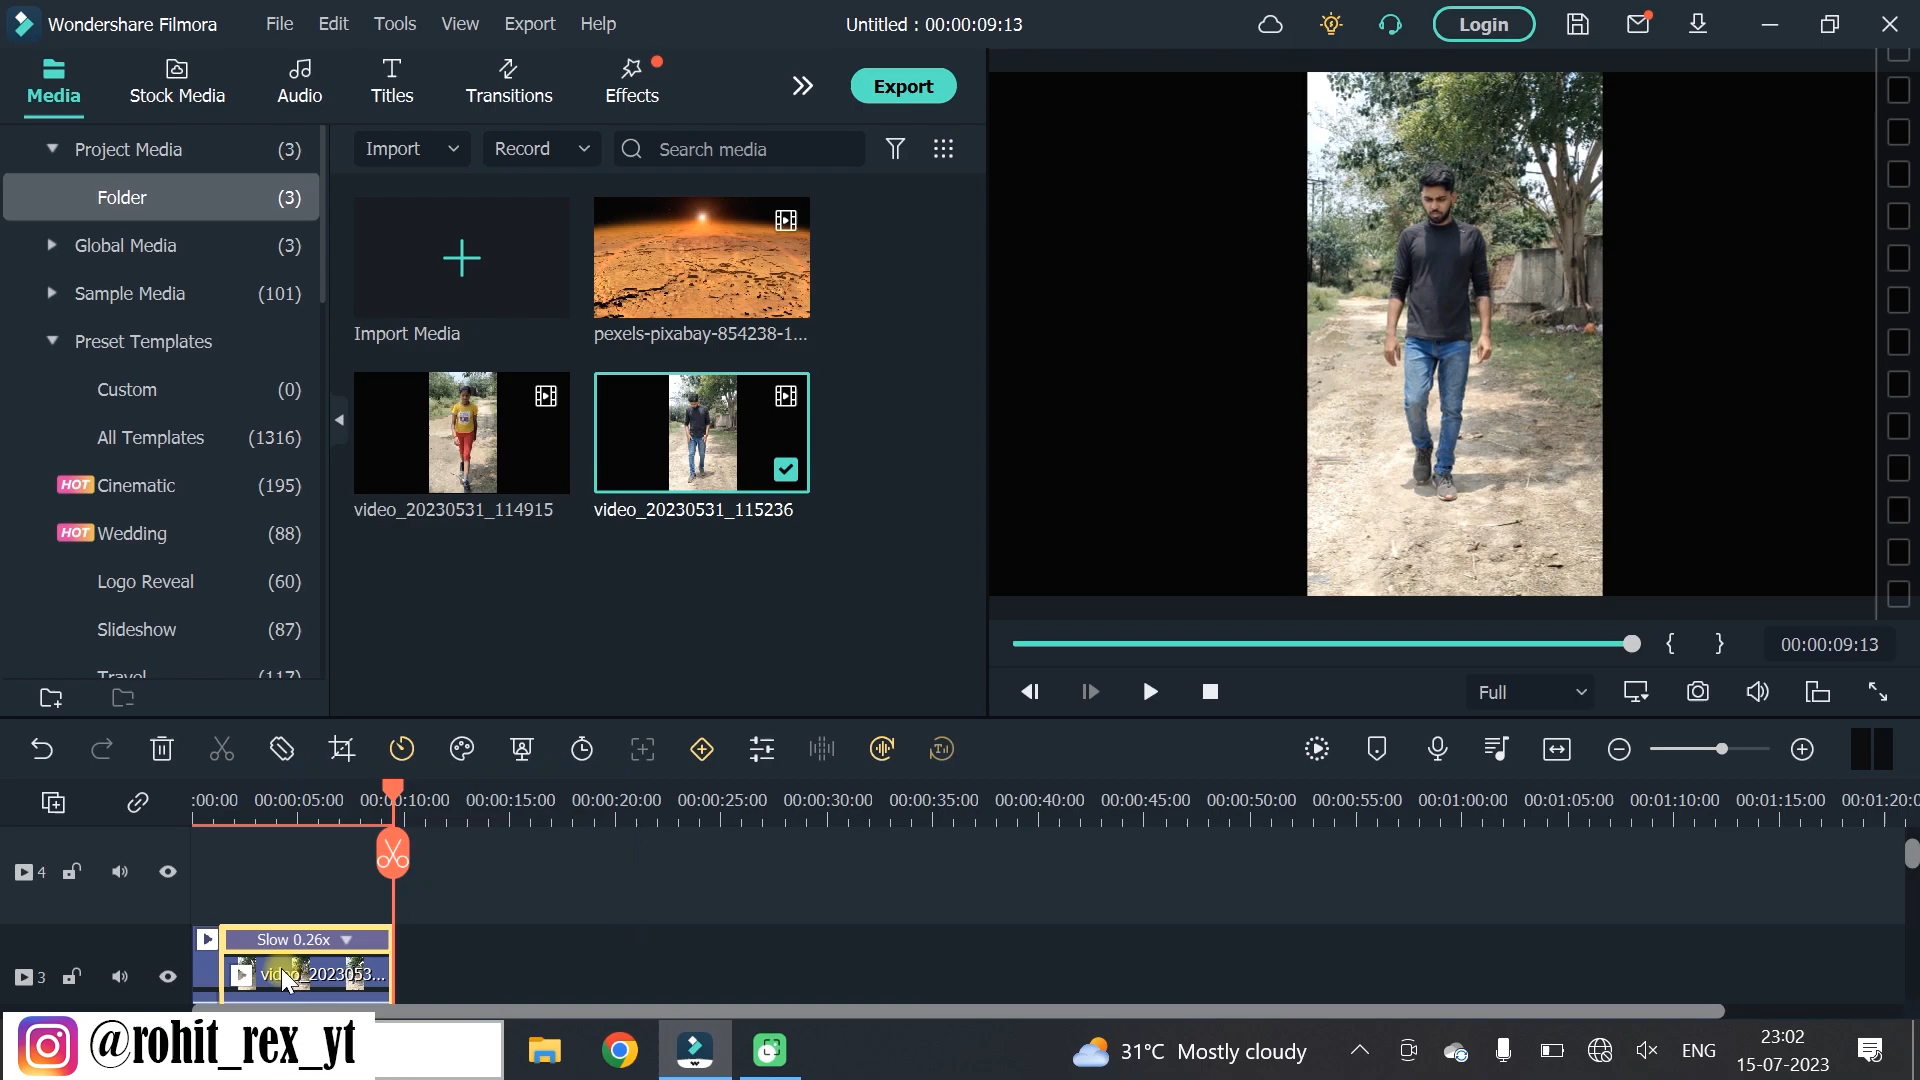 Wondershare Filmora
File
Edit
Tools
View
Export
Help
Untitled : 00:00:09:13
Login
Media
Stock Media
Audio
Titles
Transitions
Effects
Export
Project Media (3)
Folder (3)
Global Media (3)
Sample Media (101)
Preset Templates
Custom (0)
All Templates (1316)
HOT Cinematic (195)
HOT Wedding (88)
Logo Reveal (60)
Slideshow (87)
Travel (117)
Import
Record
Search media
Import Media
pexels-pixabay-854238-1...
video_20230531_114915
video_20230531_115236
{ } 00:00:09:13
Full
:00:00 00:00:05:00 00:00:10:00 00:00:15:00 00:00:20:00 00:00:25:00 00:00:30:00 00:00:35:00 00:00:40:00 00:00:45:00 00:00:50:00 00:00:55:00 00:01:00:00 00:01:05:00 00:01:10:00 00:01:15:00 00:01:20:0
4
Slow 0.26x
3
video_2023053...
@rohit_rex_yt
31°C Mostly cloudy
ENG
23:02
15-07-2023